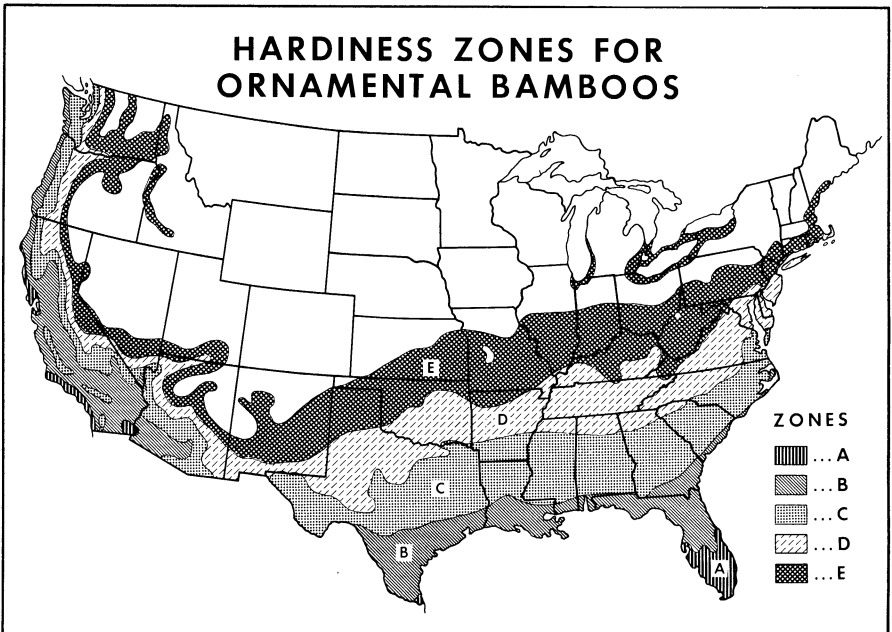 HARDINESS ZONES FOR
ORNAMENTAL BAMBOOS
E
D
C
B
A
ZONES
...A
...B
...C
...D
...E